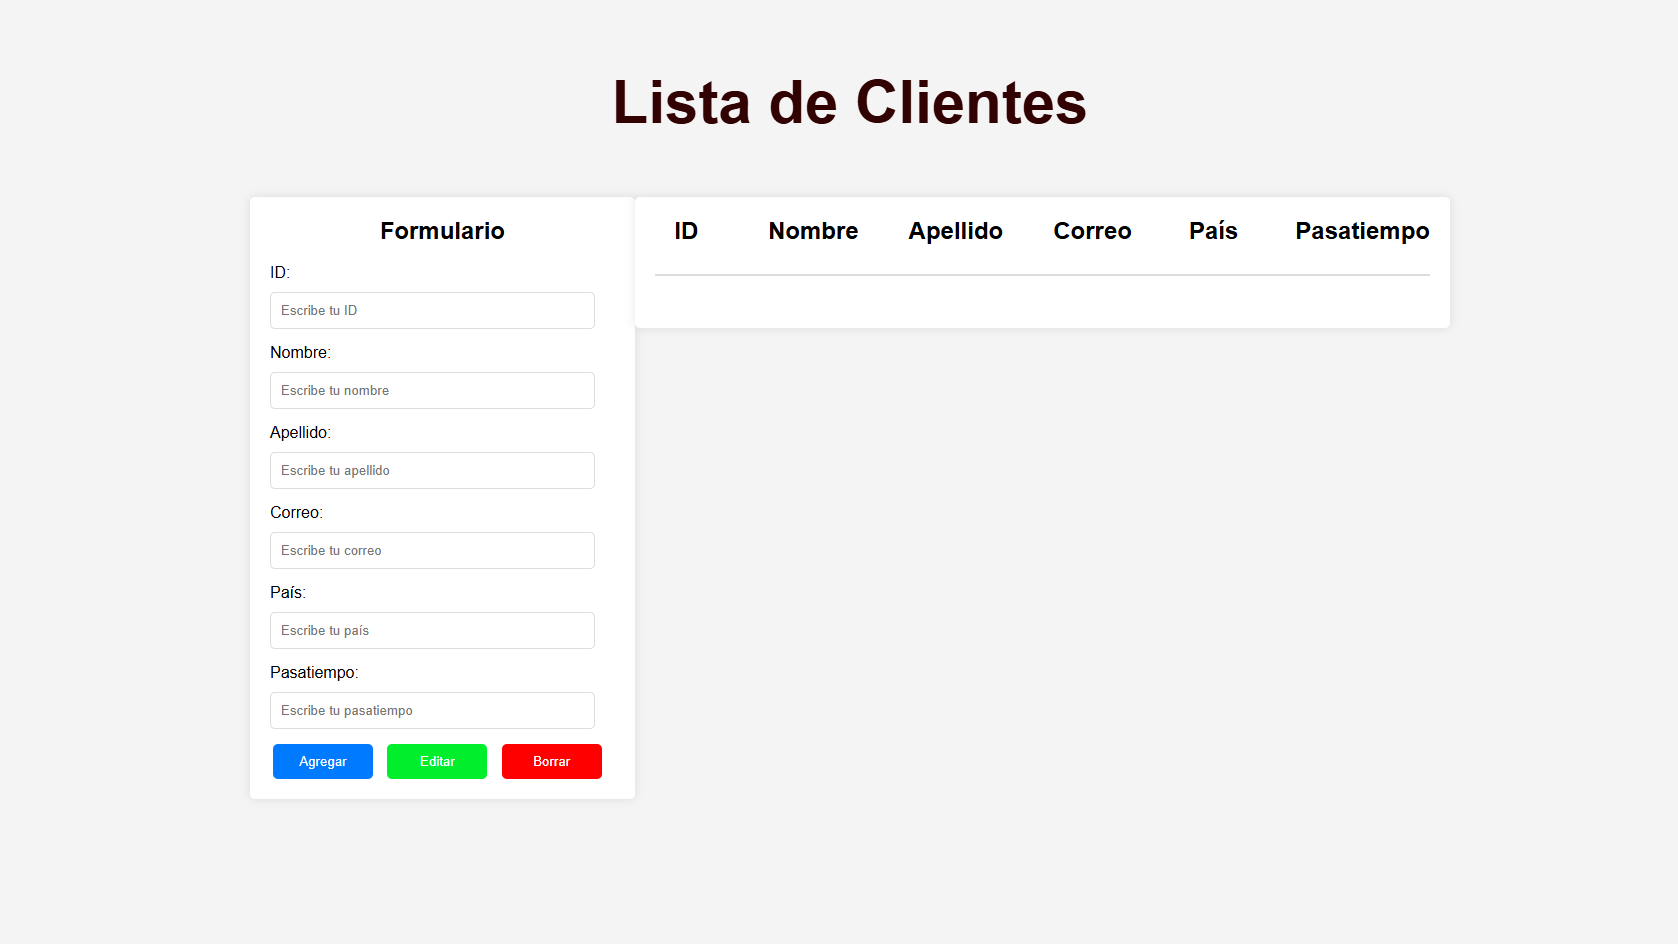 Lista de Clientes
Formulario
ID:
Escribe tu ID
Nombre:
Escribe tu nombre
Apellido:
Escribe tu apellido
Correo:
Escribe tu correo
País:
Escribe tu país
Pasatiempo:
Escribe tu pasatiempo
Agregar Editar Borrar
ID Nombre Apellido Correo País Pasatiempo